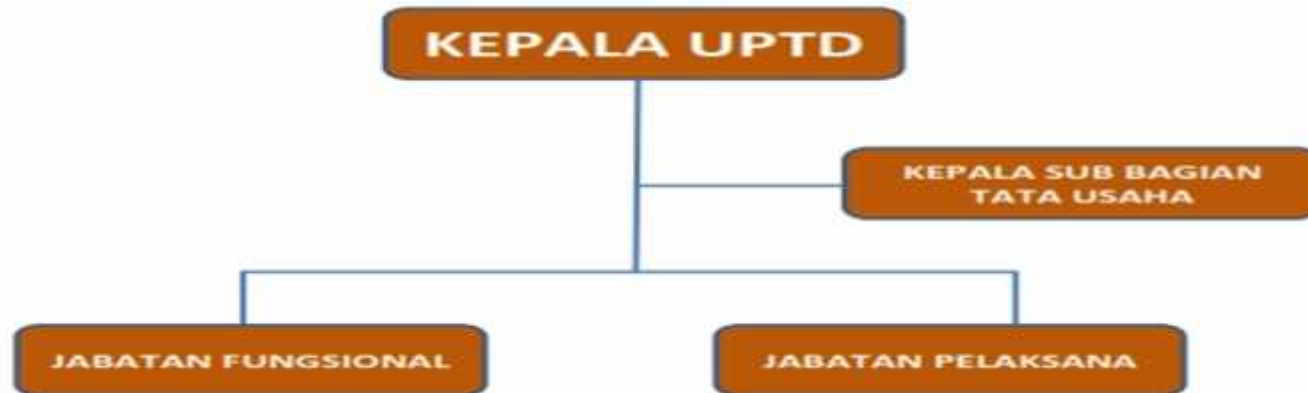 KEPALA UPTD
KEPALA SUB BAGIAN
TATA USAHA
JABATAN FUNGSIONAL
JABATAN PELAKSANA